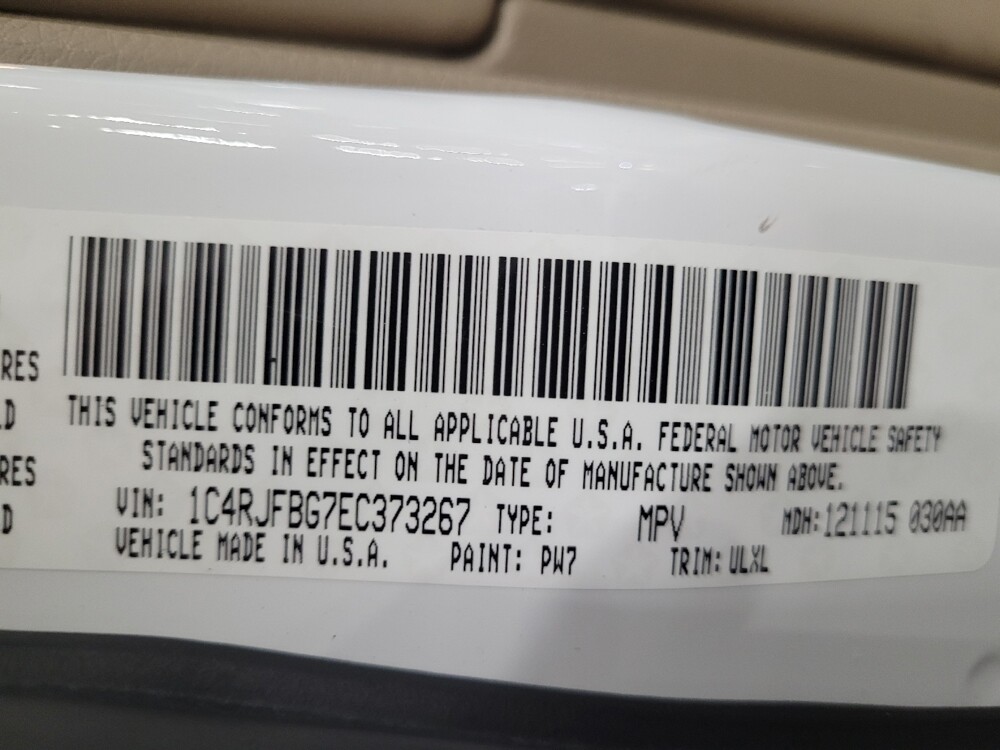 RES
LD
RES
D
THIS VEHICLE CONFORMS TO ALL APPLICABLE U.S.A. FEDERAL MOTOR VEHICLE SAFETY
STANDARDS IN EFFECT ON THE DATE OF MANUFACTURE SHOWN ABOVE.
VIN: 1C4RJFBG7EC373267 TYPE: MPV MDH:121115 030AA
VEHICLE MADE IN U.S.A. PAINT: PW7 TRIM: ULXL